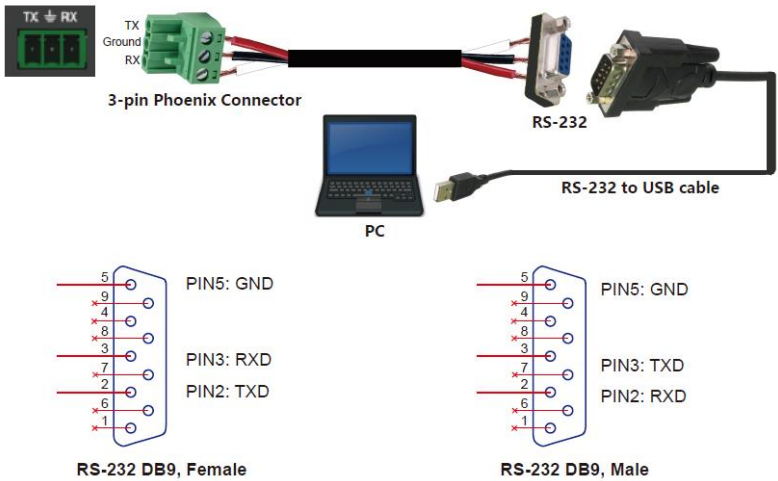 TX ⏚ RX
TX
Ground
RX
3-pin Phoenix Connector
RS-232
RS-232 to USB cable
PC
5
9
4
8
3
7
2
6
1
PIN5: GND
PIN3: RXD
PIN2: TXD
RS-232 DB9, Female
5
9
4
8
3
7
2
6
1
PIN5: GND
PIN3: TXD
PIN2: RXD
RS-232 DB9, Male